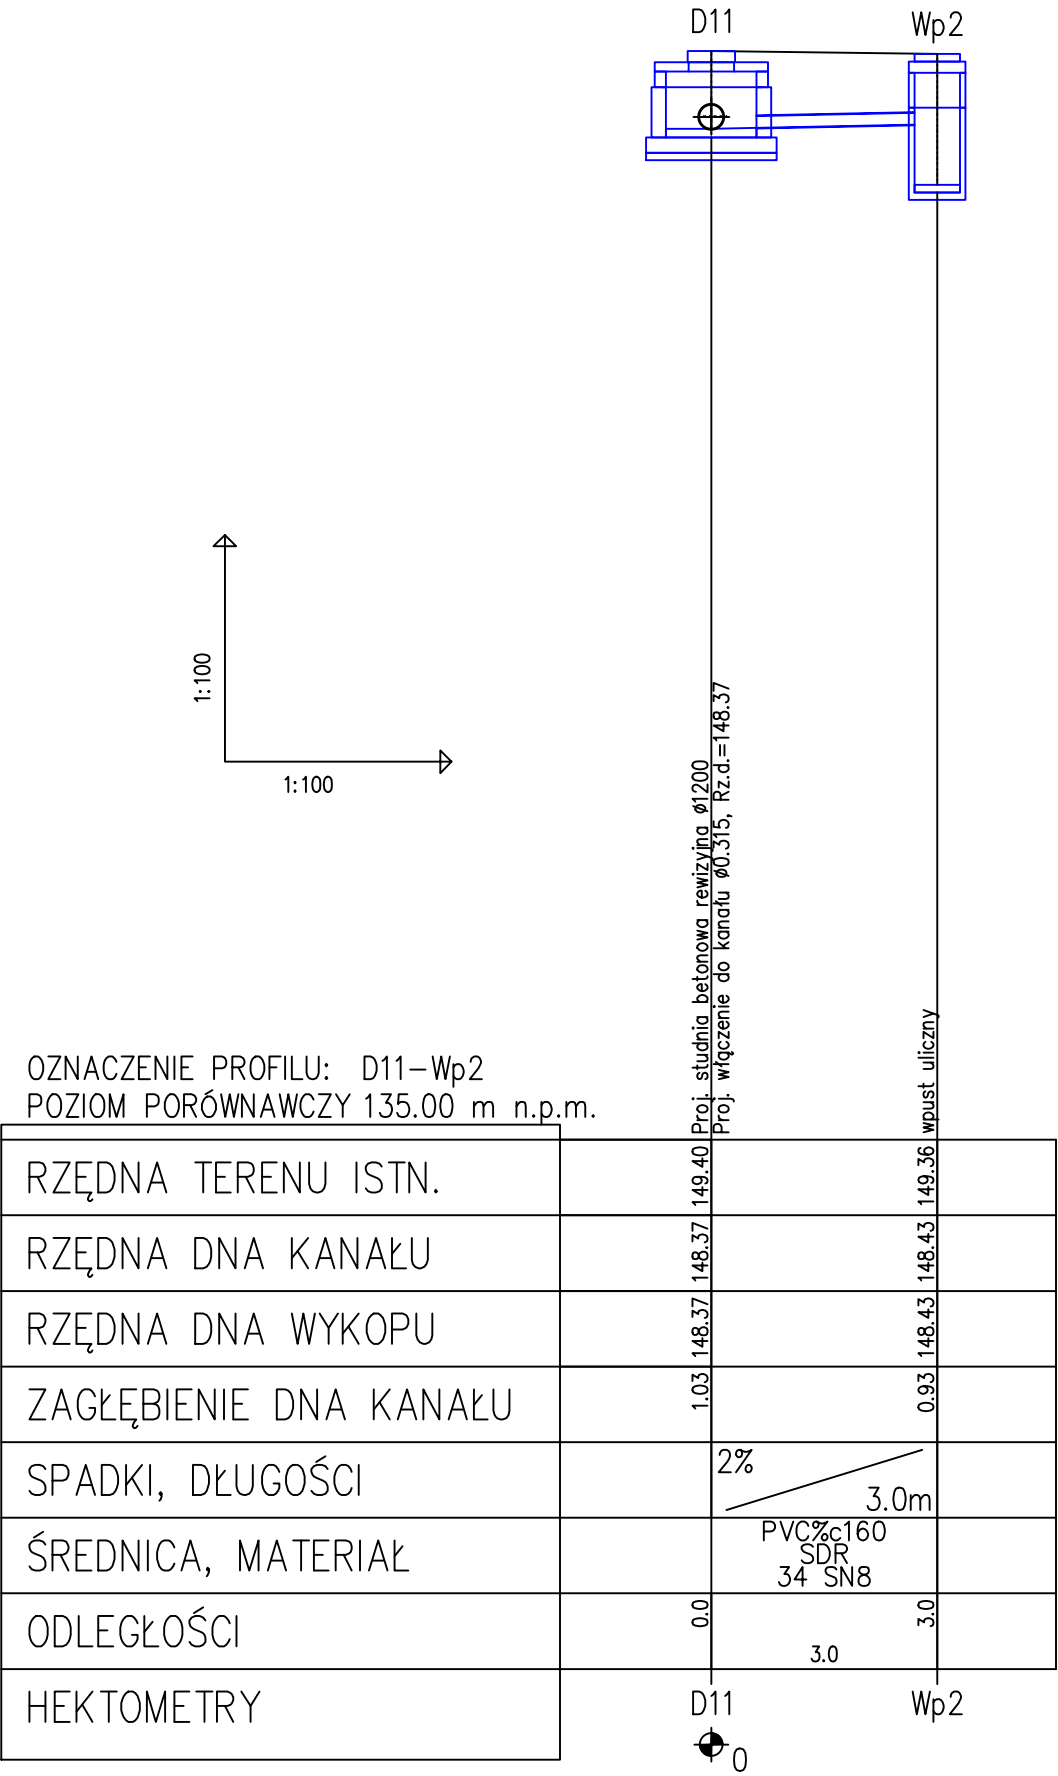 D11 Wp2
1:100
1:100
Proj. studnia betonowa rewizyjna ø1200
Proj. włączenie do kanału ø0.315, Rz.d.=148.37
wpust uliczny
OZNACZENIE PROFILU: D11-Wp2
POZIOM PORÓWNAWCZY 135.00 m n.p.m.
RZĘDNA TERENU ISTN. 149.40 149.36
RZĘDNA DNA KANAŁU 148.37 148.43
RZĘDNA DNA WYKOPU 148.37 148.43
ZAGŁĘBIENIE DNA KANAŁU 1.03 0.93
SPADKI, DŁUGOŚCI 2% 3.0m
ŚREDNICA, MATERIAŁ PVC%c160
SDR
34 SN8
ODLEGŁOŚCI 0.0 3.0 3.0
HEKTOMETRY D11 Wp2
0